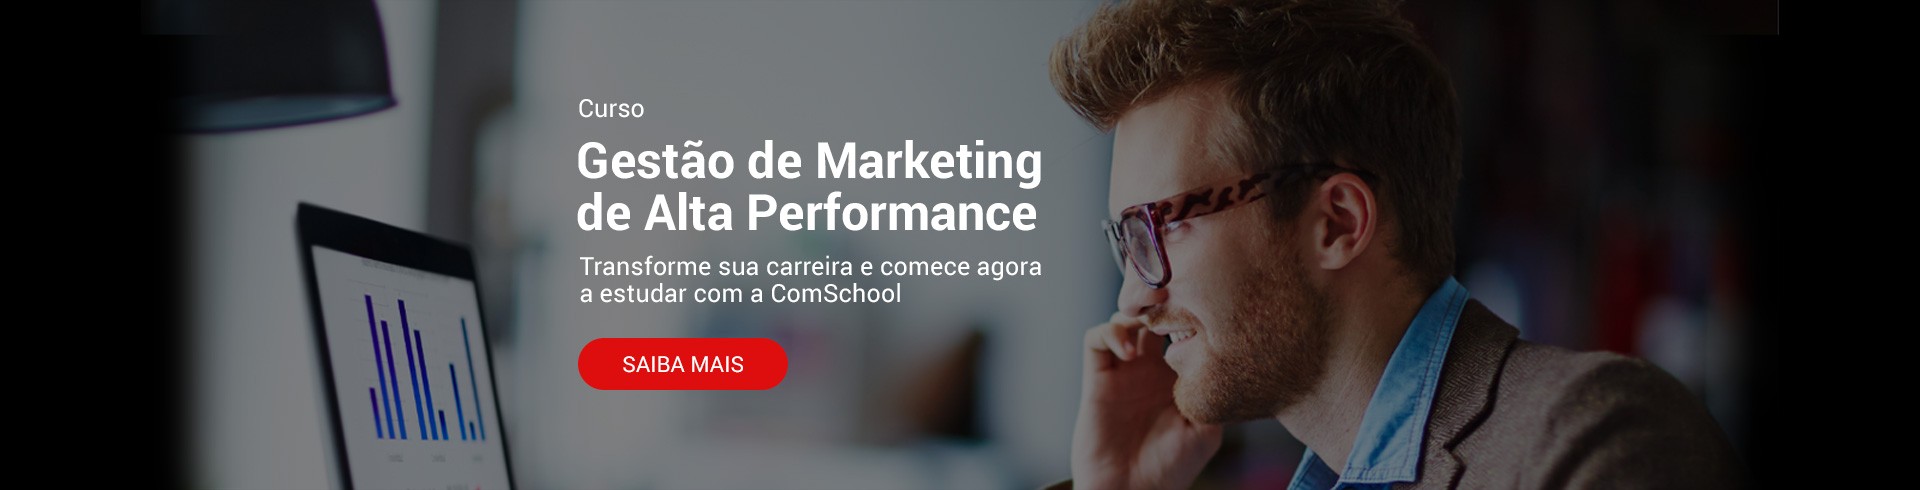 Curso
Gestão de Marketing
de Alta Performance
Transforme sua carreira e comece agora
a estudar com a ComSchool
SAIBA MAIS